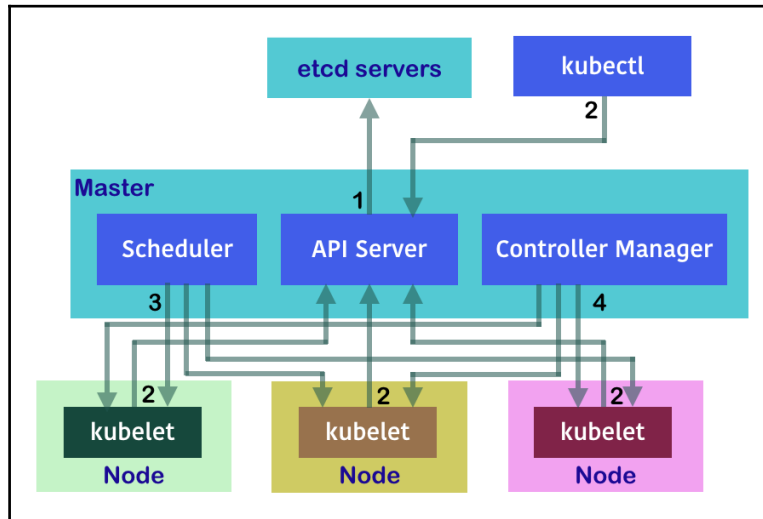 etcd servers
kubectl
2
1
Master
Scheduler
API Server
Controller Manager
3
4
2
2
2
kubelet
kubelet
kubelet
Node
Node
Node